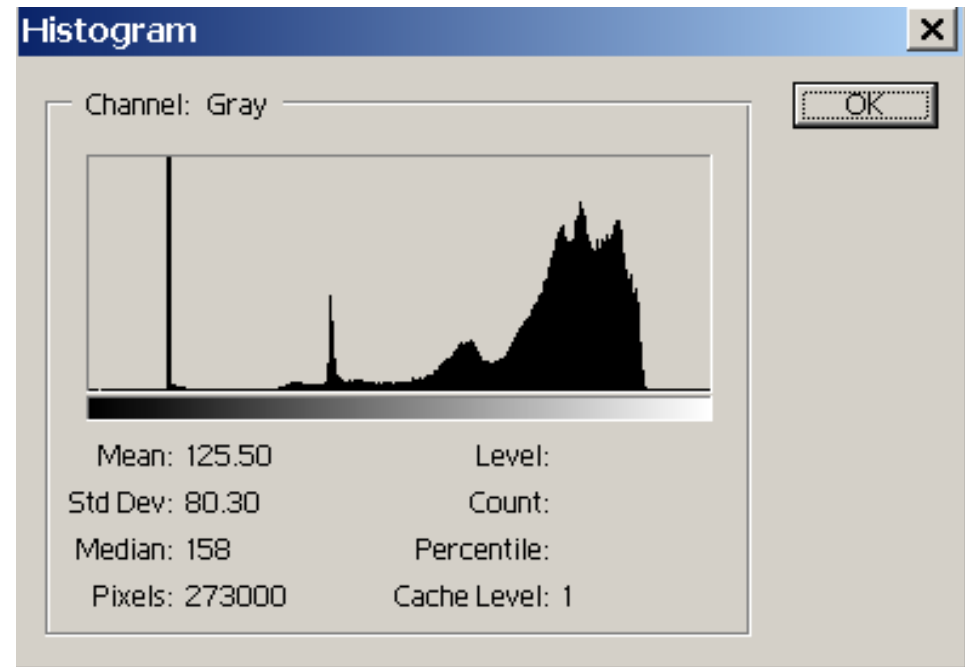 Histogram
Channel: Gray
OK
Mean: 125.50
Level:
Std Dev: 80.30
Count:
Median: 158
Percentile:
Pixels: 273000
Cache Level: 1